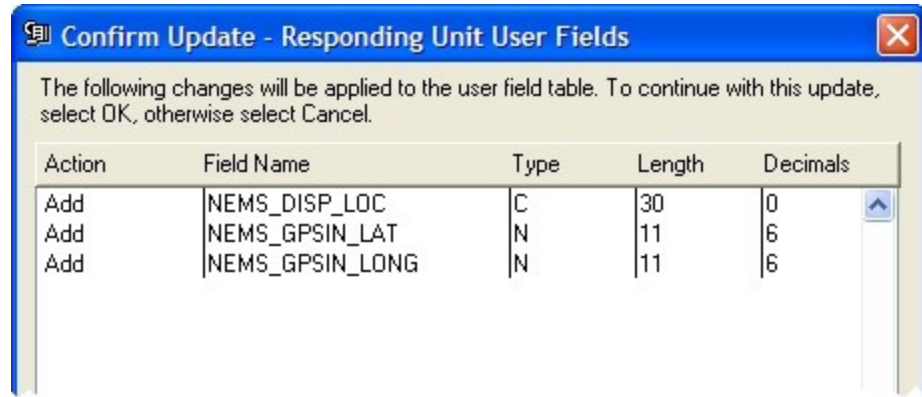 Confirm Update - Responding Unit User Fields
The following changes will be applied to the user field table. To continue with this update,
select OK, otherwise select Cancel.
Action Field Name Type Length Decimals
Add NEMS_DISP_LOC C 30 0
Add NEMS_GPSIN_LAT N 11 6
Add NEMS_GPSIN_LONG N 11 6